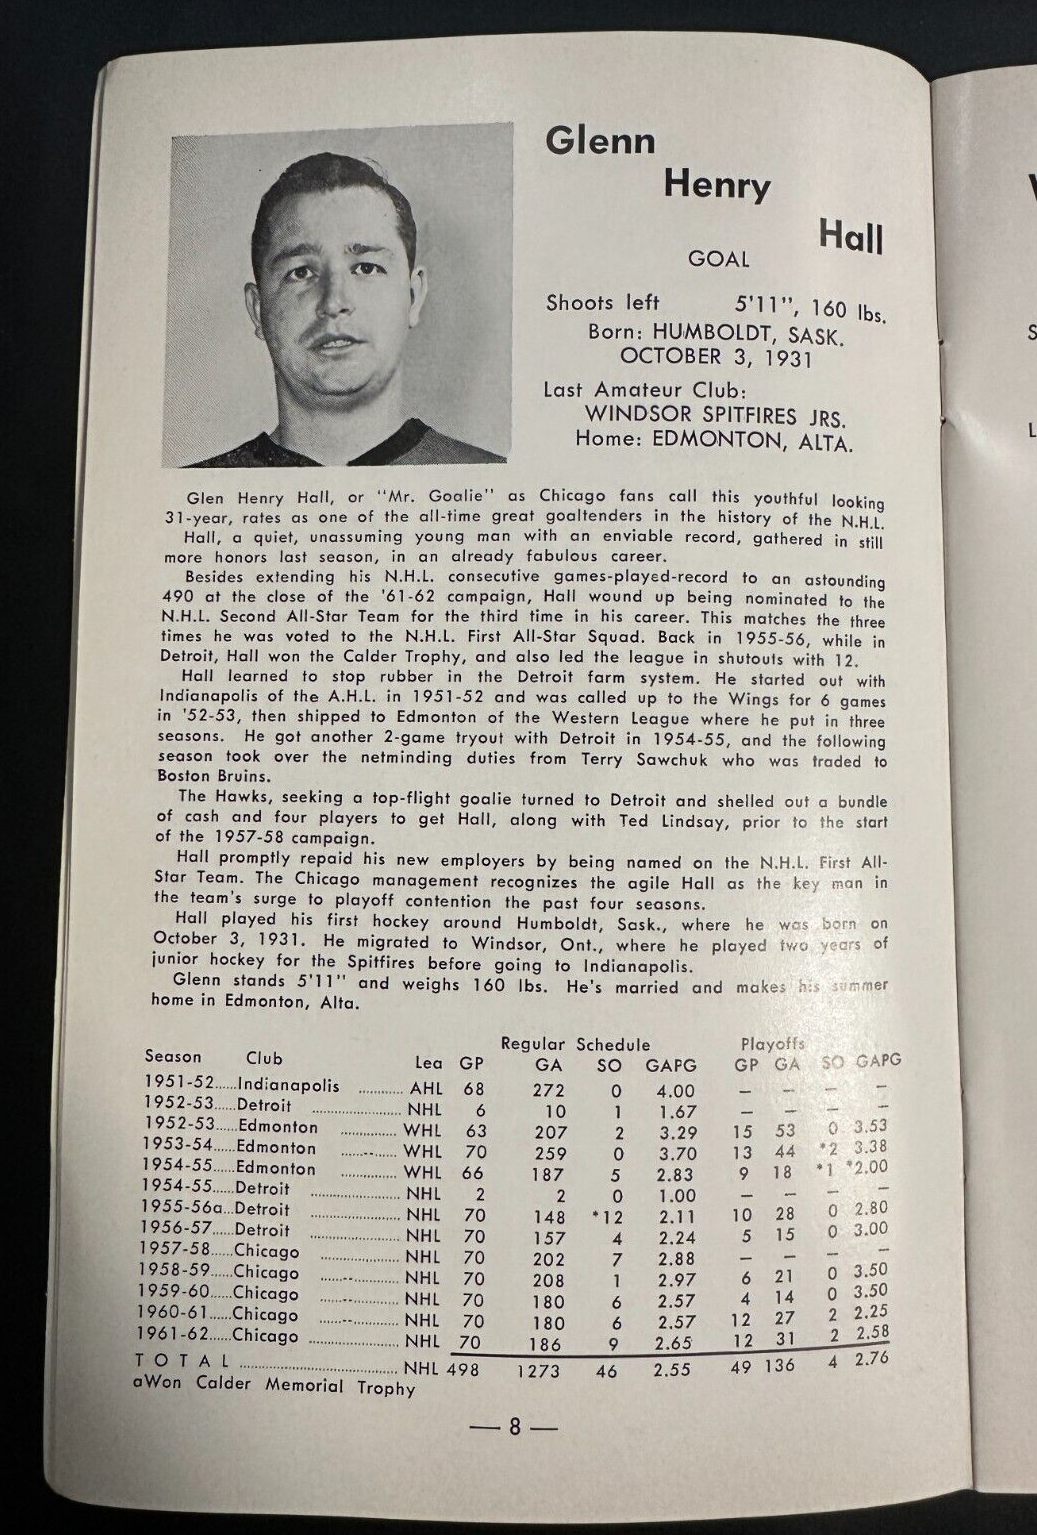 Glenn
Henry
Hall
GOAL
Shoots left 5'11", 160 lbs.
Born: HUMBOLDT, SASK.
OCTOBER 3, 1931
Last Amateur Club:
WINDSOR SPITFIRES JRS.
Home: EDMONTON, ALTA.
Glen Henry Hall, or "Mr. Goalie" as Chicago fans call this youthful looking
31-year, rates as one of the all-time great goaltenders in the history of the N.H.L.
Hall, a quiet, unassuming young man with an enviable record, gathered in still
more honors last season, in an already fabulous career.
Besides extending his N.H.L. consecutive games-played-record to an astounding
490 at the close of the '61-62 campaign, Hall wound up being nominated to the
N.H.L. Second All-Star Team for the third time in his career. This matches the three
times he was voted to the N.H.L. First All-Star Squad. Back in 1955-56, while in
Detroit, Hall won the Calder Trophy, and also led the league in shutouts with 12.
Hall learned to stop rubber in the Detroit farm system. He started out with
Indianapolis of the A.H.L. in 1951-52 and was called up to the Wings for 6 games
in '52-53, then shipped to Edmonton of the Western League where he put in three
seasons. He got another 2-game tryout with Detroit in 1954-55, and the following
season took over the netminding duties from Terry Sawchuk who was traded to
Boston Bruins.
The Hawks, seeking a top-flight goalie turned to Detroit and shelled out a bundle
of cash and four players to get Hall, along with Ted Lindsay, prior to the start
of the 1957-58 campaign.
Hall promptly repaid his new employers by being named on the N.H.L. First All-
Star Team. The Chicago management recognizes the agile Hall as the key man in
the team's surge to playoff contention the past four seasons.
Hall played his first hockey around Humboldt, Sask., where he was born on
October 3, 1931. He migrated to Windsor, Ont., where he played two years of
junior hockey for the Spitfires before going to Indianapolis.
Glenn stands 5'11" and weighs 160 lbs. He's married and makes his summer
home in Edmonton, Alta.
Regular Schedule Playoffs
Season Club Lea GP GA SO GAPG GP GA SO GAPG
1951-52......Indianapolis ............ AHL 68 272 0 4.00 — — — —
1952-53......Detroit ........................ NHL 6 10 1 1.67 — — — —
1952-53......Edmonton ............... WHL 63 207 2 3.29 15 53 0 3.53
1953-54......Edmonton ............... WHL 70 259 0 3.70 13 44 *2 3.38
1954-55......Edmonton ............... WHL 66 187 5 2.83 9 18 *1 *2.00
1954-55......Detroit ........................ NHL 2 2 0 1.00 — — — —
1955-56a...Detroit ........................ NHL 70 148 *12 2.11 10 28 0 2.80
1956-57......Detroit ........................ NHL 70 157 4 2.24 5 15 0 3.00
1957-58......Chicago ..................... NHL 70 202 7 2.88 — — — —
1958-59......Chicago ..................... NHL 70 208 1 2.97 6 21 0 3.50
1959-60......Chicago ..................... NHL 70 180 6 2.57 4 14 0 3.50
1960-61......Chicago ..................... NHL 70 180 6 2.57 12 27 2 2.25
1961-62......Chicago ........................ NHL 70 186 9 2.65 12 31 2 2.58
TOTAL .......................................... NHL 498 1273 46 2.55 49 136 4 2.76
aWon Calder Memorial Trophy
— 8 —